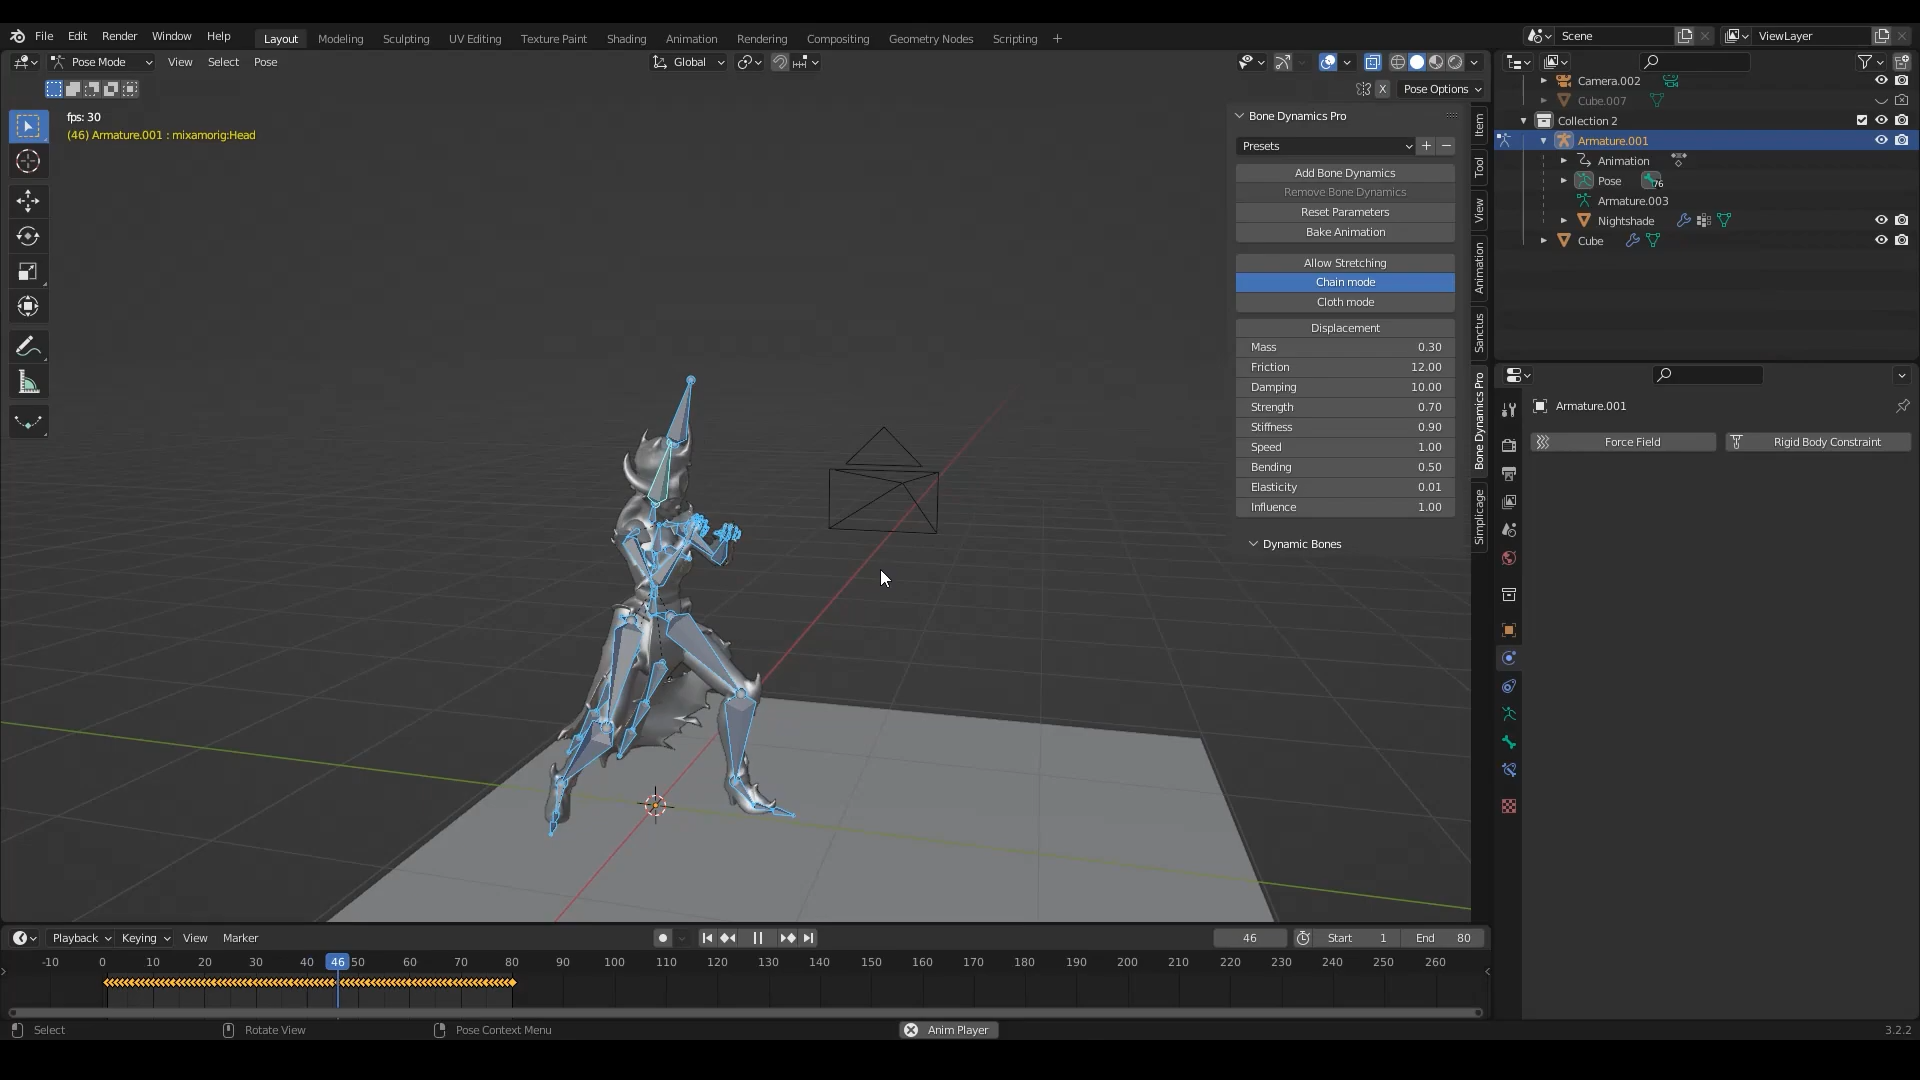 File Edit Render Window Help Layout Modeling Sculpting UV Editing Texture Paint Shading Animation Rendering Compositing Geometry Nodes Scripting + Scene ViewLayer
Pose Mode View Select Pose Global
X Pose Options
fps: 30
(46) Armature.001 : mixamorig:Head
Bone Dynamics Pro
Presets + −
Add Bone Dynamics
Remove Bone Dynamics
Reset Parameters
Bake Animation
Allow Stretching
Chain mode
Cloth mode
Displacement
Mass 0.30
Friction 12.00
Damping 10.00
Strength 0.70
Stiffness 0.90
Speed 1.00
Bending 0.50
Elasticity 0.01
Influence 1.00
Dynamic Bones
Item
Tool
View
Animation
Sanctus
Bone Dynamics Pro
Simplicage
Camera.002
Cube.007
Collection 2
Armature.001
Animation
Pose 76
Armature.003
Nightshade
Cube
Armature.001
Force Field Rigid Body Constraint
Playback Keying View Marker 46 Start 1 End 80
-10 0 10 20 30 40 46 50 60 70 80 90 100 110 120 130 140 150 160 170 180 190 200 210 220 230 240 250 260
Select Rotate View Pose Context Menu Anim Player 3.2.2